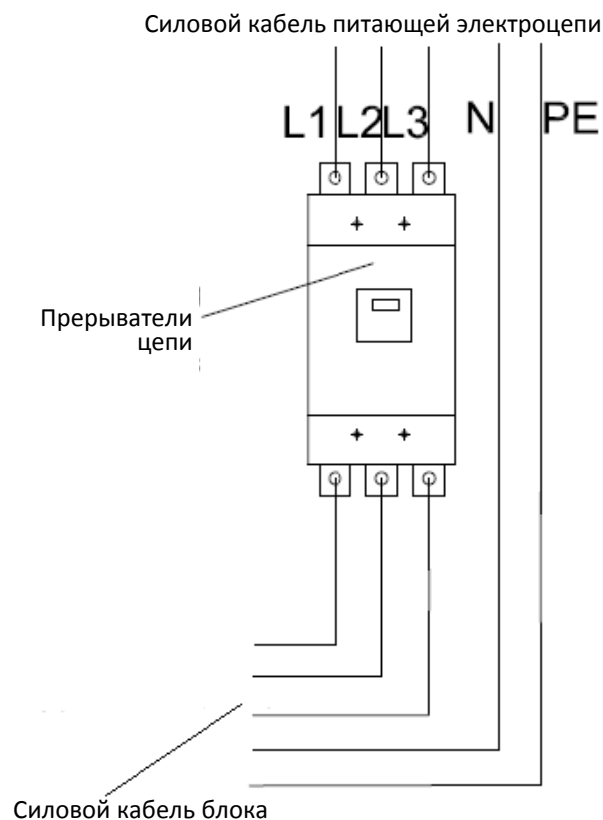 Силовой кабель питающей электроцепи
L1 L2 L3 N PE
Прерыватели
цепи
Силовой кабель блока